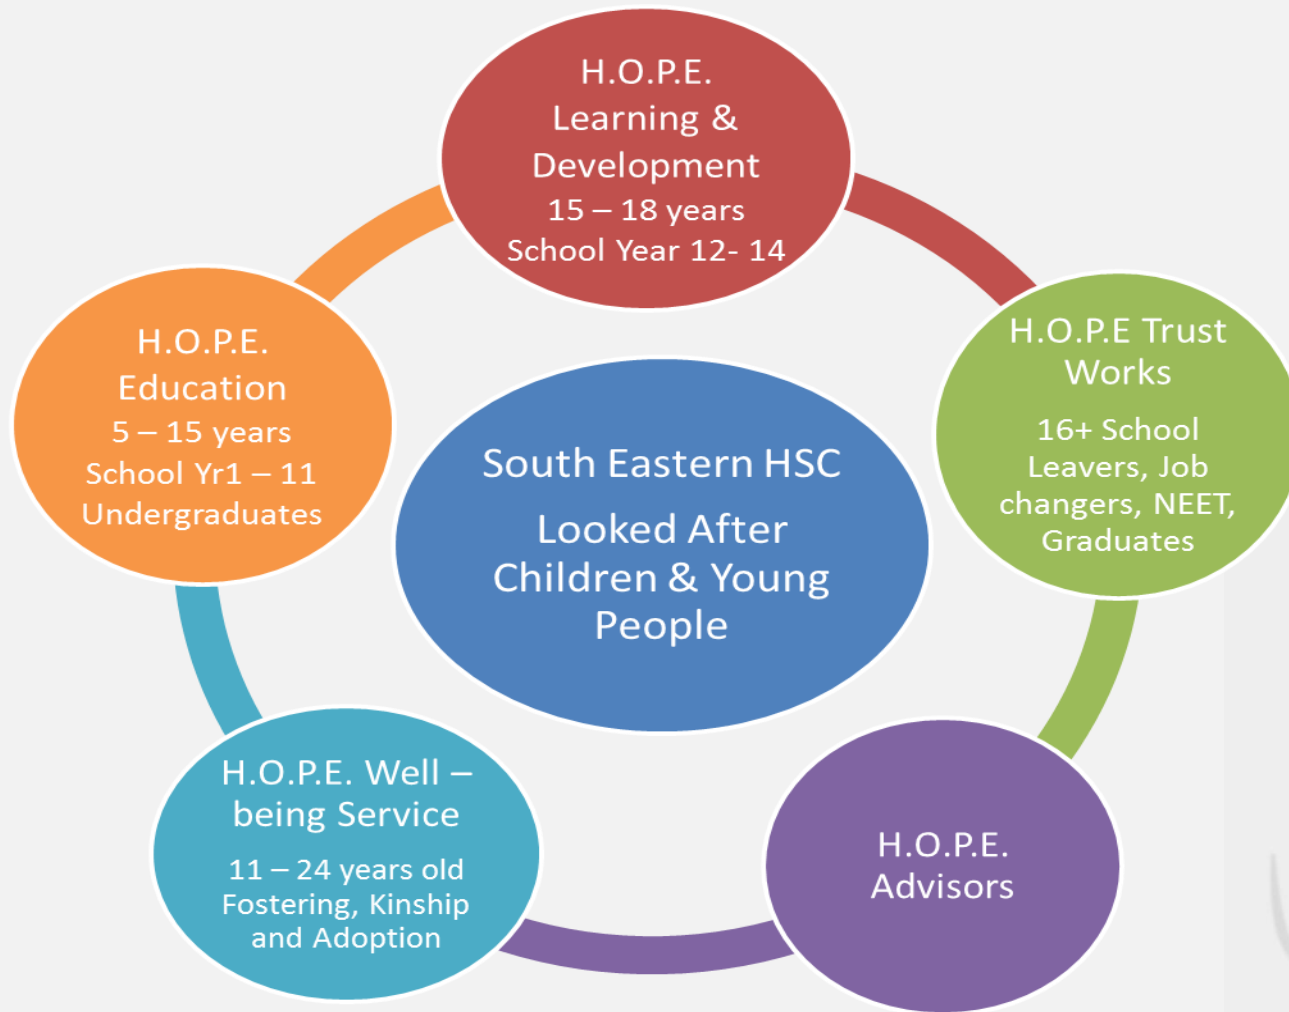 H.O.P.E.
Learning &
Development
15 – 18 years
School Year 12- 14
H.O.P.E Trust
Works
16+ School
Leavers, Job
changers, NEET,
Graduates
H.O.P.E.
Advisors
H.O.P.E. Well –
being Service
11 – 24 years old
Fostering, Kinship
and Adoption
H.O.P.E.
Education
5 – 15 years
School Yr1 – 11
Undergraduates
South Eastern HSC
Looked After
Children & Young
People